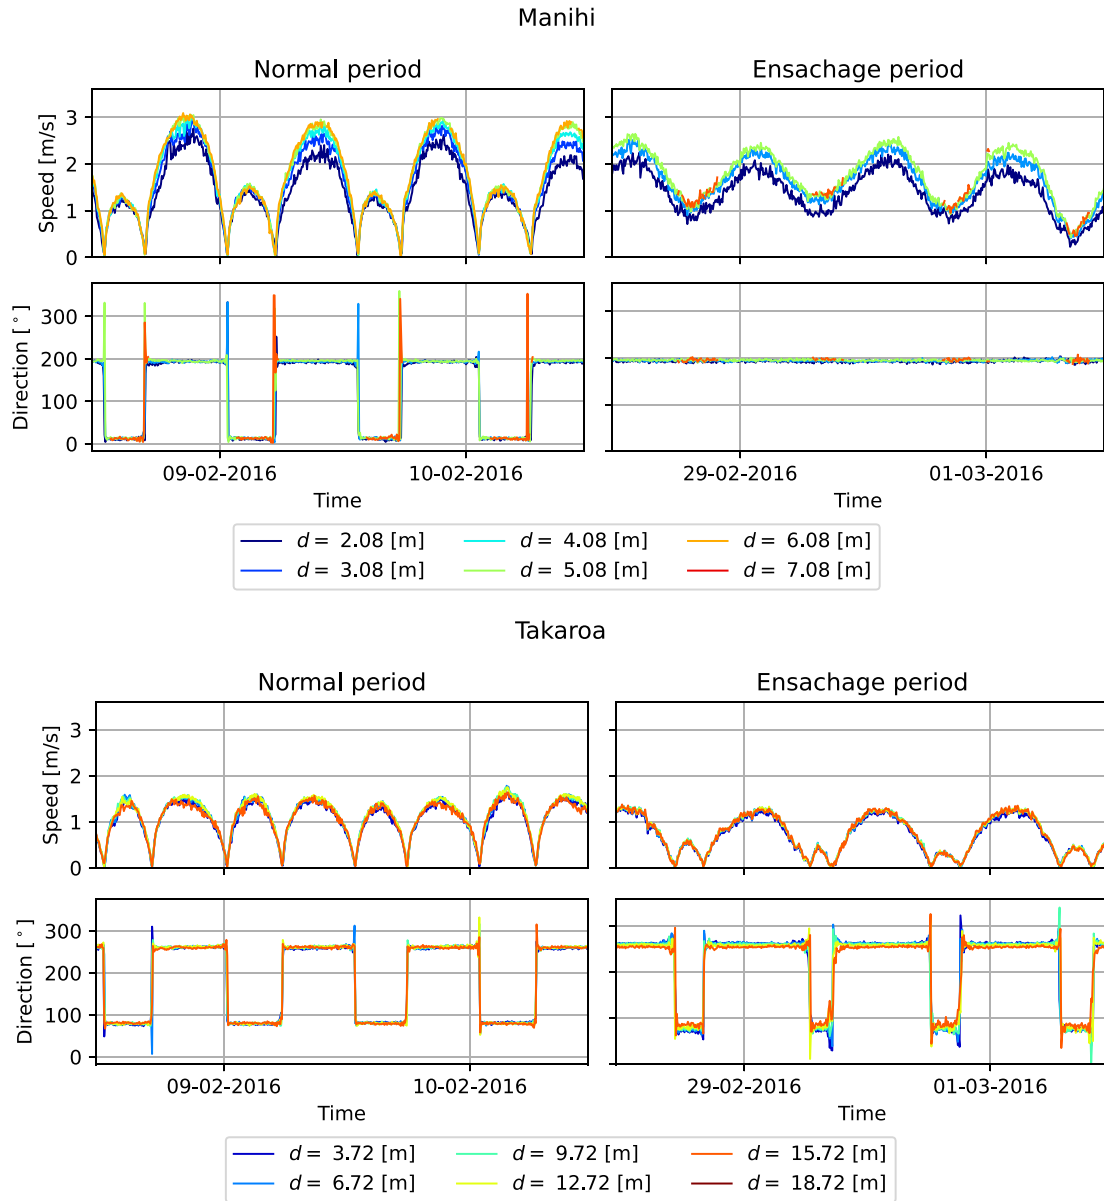 Manihi
Normal period
Ensachage period
Speed [m/s]
3
2
1
0
Direction [°]
300
200
100
0
09-02-2016
10-02-2016
29-02-2016
01-03-2016
Time
Time
d = 2.08 [m]
d = 4.08 [m]
d = 6.08 [m]
d = 3.08 [m]
d = 5.08 [m]
d = 7.08 [m]
Takaroa
Normal period
Ensachage period
Speed [m/s]
3
2
1
0
Direction [°]
300
200
100
0
09-02-2016
10-02-2016
29-02-2016
01-03-2016
Time
Time
d = 3.72 [m]
d = 9.72 [m]
d = 15.72 [m]
d = 6.72 [m]
d = 12.72 [m]
d = 18.72 [m]